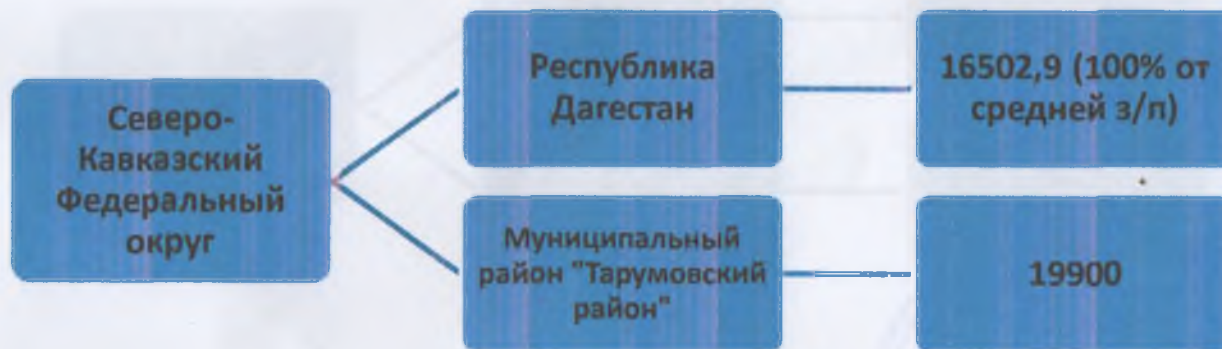 Северо-
Кавказский
Федеральный
округ
Республика
Дагестан
16502,9 (100% от
средней з/п)
Муниципальный
район "Тарумовский
район"
19900